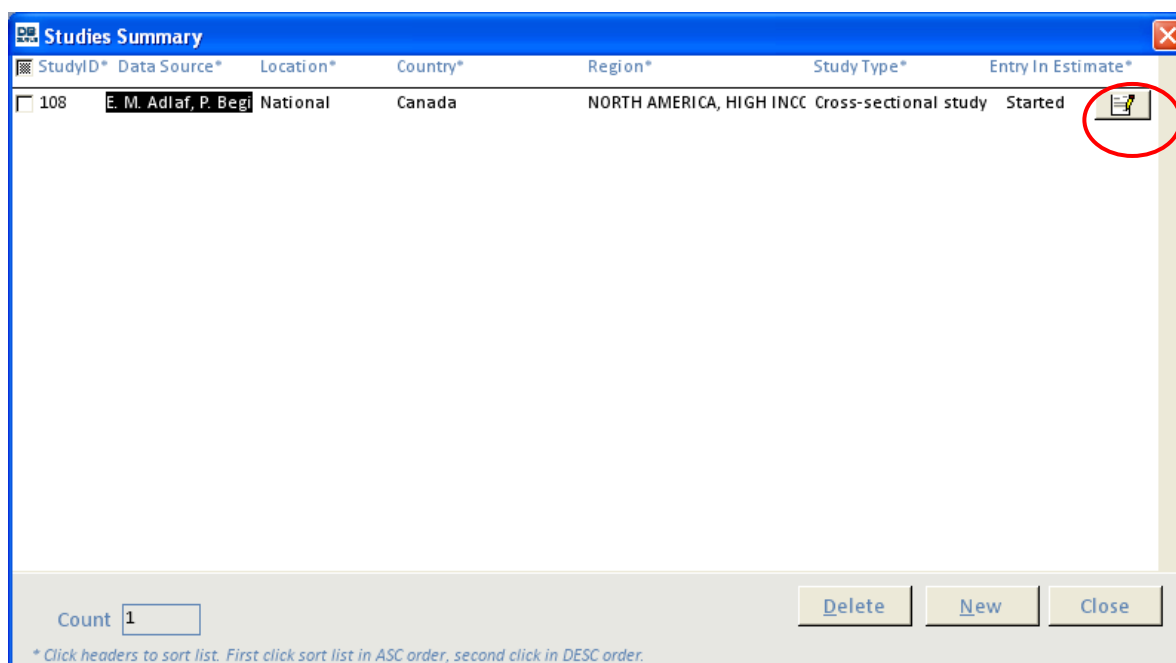 Studies Summary
StudyID* Data Source* Location* Country* Region* Study Type* Entry In Estimate*
108 E. M. Adlaf, P. Begi National Canada NORTH AMERICA, HIGH INCC Cross-sectional study Started
Delete New Close
Count 1
* Click headers to sort list. First click sort list in ASC order, second click in DESC order.